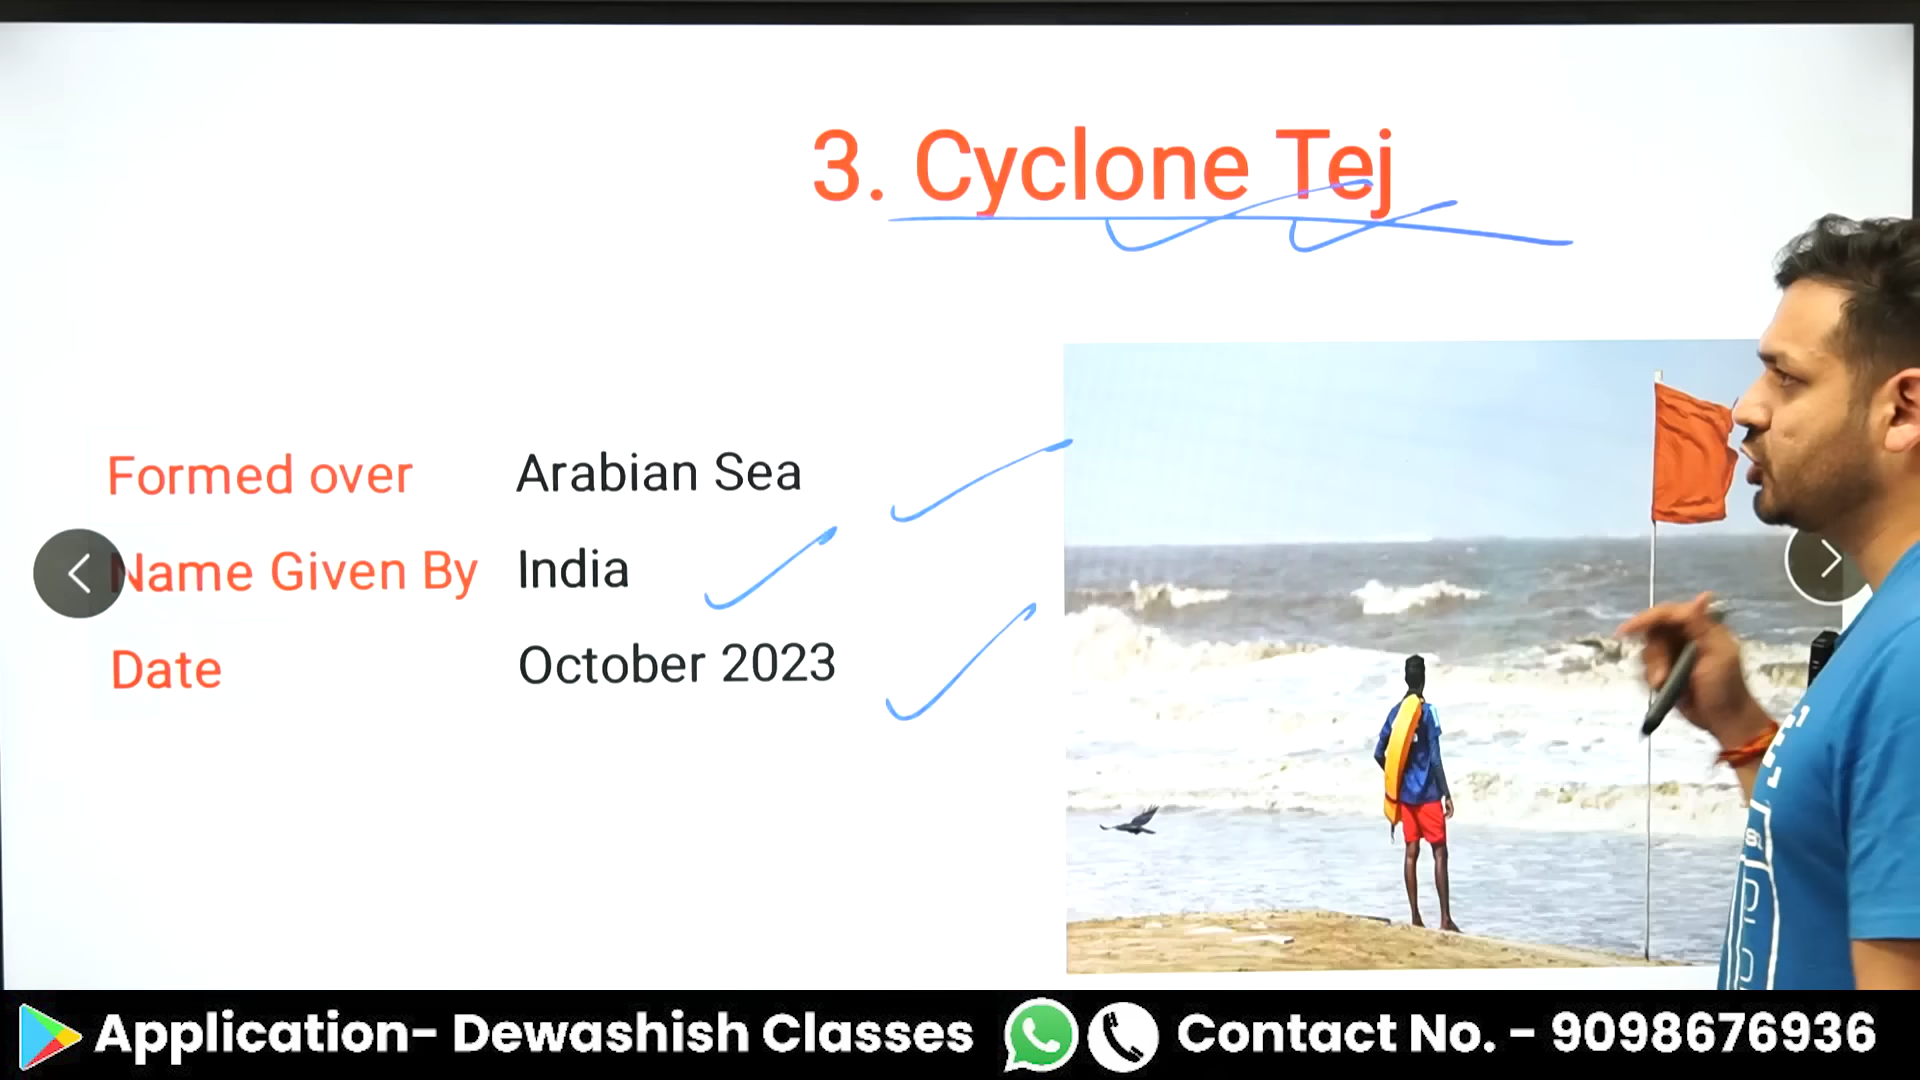 3. Cyclone Tej
Formed over Arabian Sea
Name Given By India
Date October 2023
Application- Dewashish Classes Contact No. - 9098676936